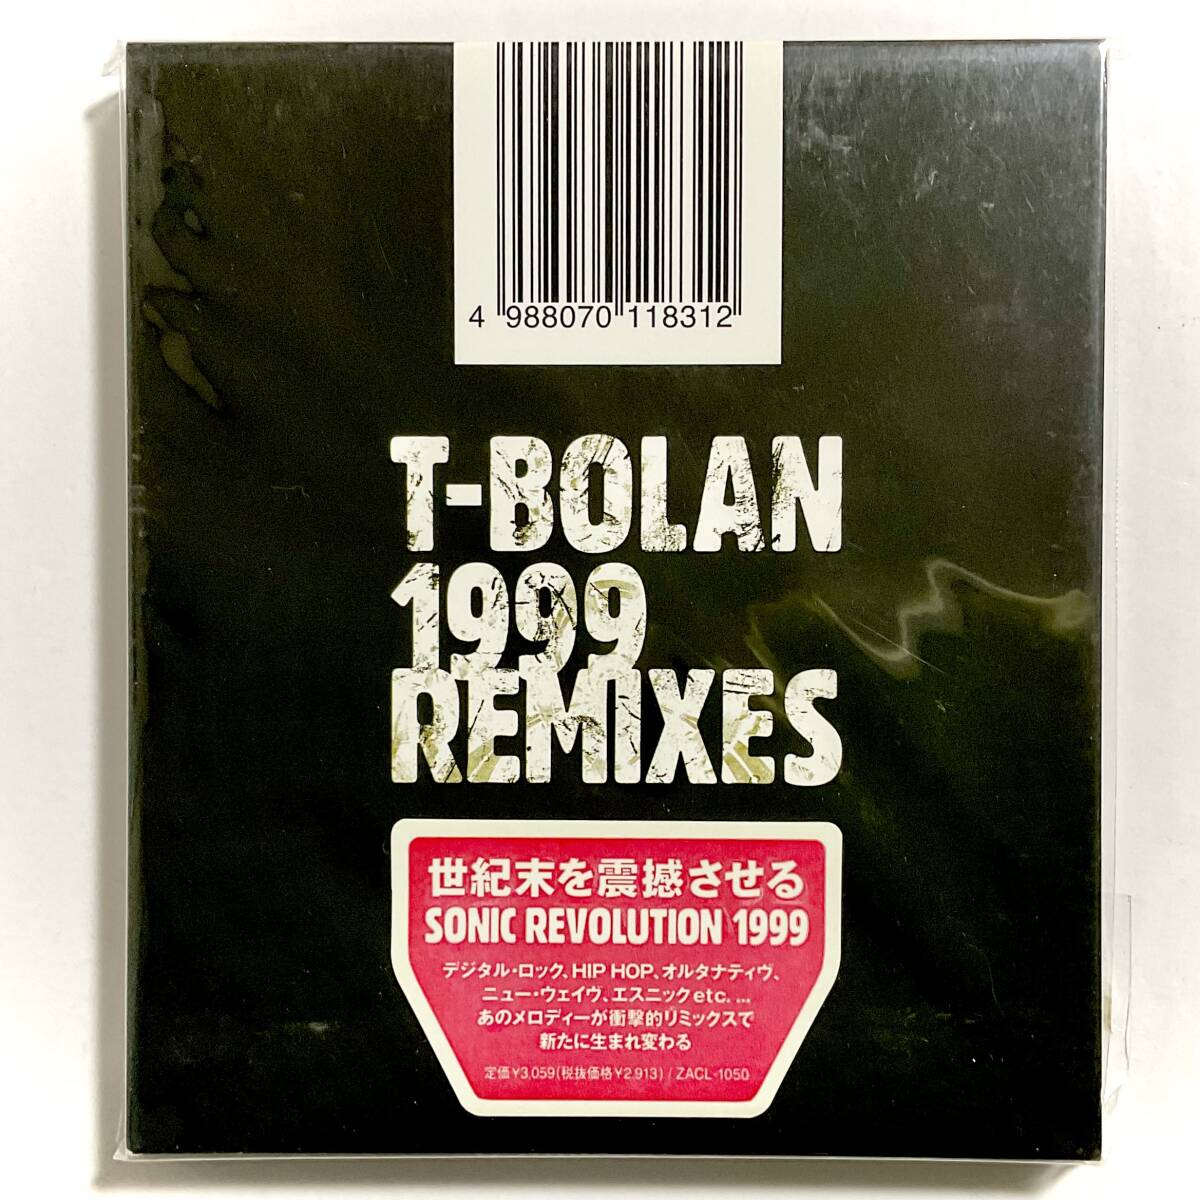 4 988070 118312
T-BOLAN
1999
REMIXES
世紀末を震撼させる
SONIC REVOLUTION 1999
デジタル・ロック、HIP HOP、オルタナティヴ、
ニュー・ウェイヴ、エスニックetc. ...
あのメロディーが衝撃的リミックスで
新たに生まれ変わる
定価¥3,059(税抜価格¥2,913) / ZACL-1050